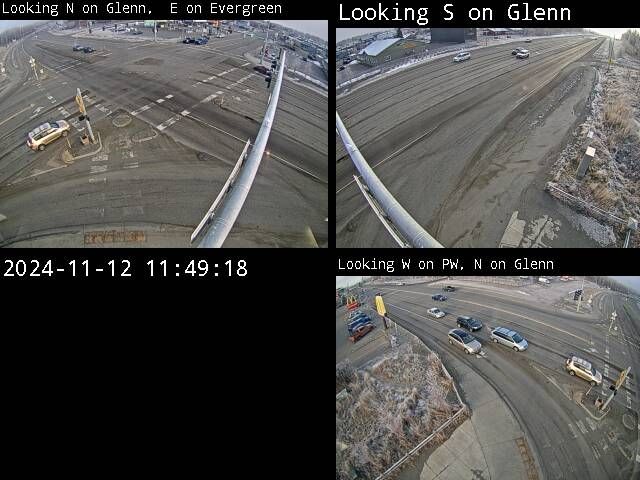 Looking N on Glenn,  E on Evergreen
Looking S on Glenn
2024-11-12 11:49:18
Looking W on PW, N on Glenn